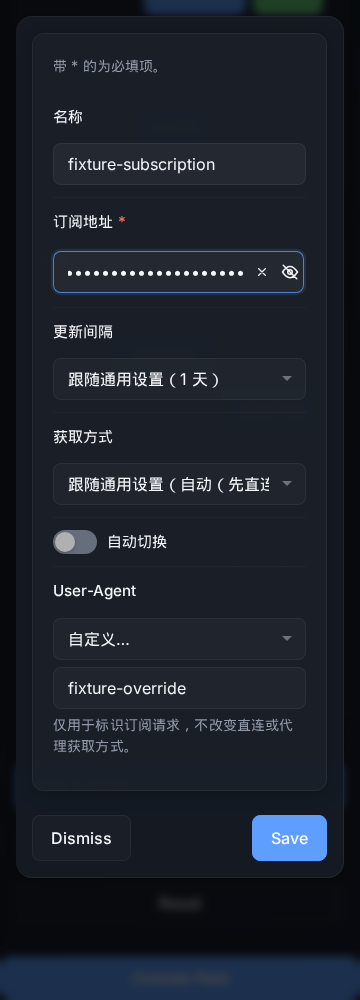 带 * 的为必填项。
名称
fixture-subscription
订阅地址 *
••••••••••••••••••
更新间隔
跟随通用设置（1 天）
获取方式
跟随通用设置（自动（先直连
自动切换
User-Agent
自定义...
fixture-override
仅用于标识订阅请求，不改变直连或代
理获取方式。
Dismiss
Save